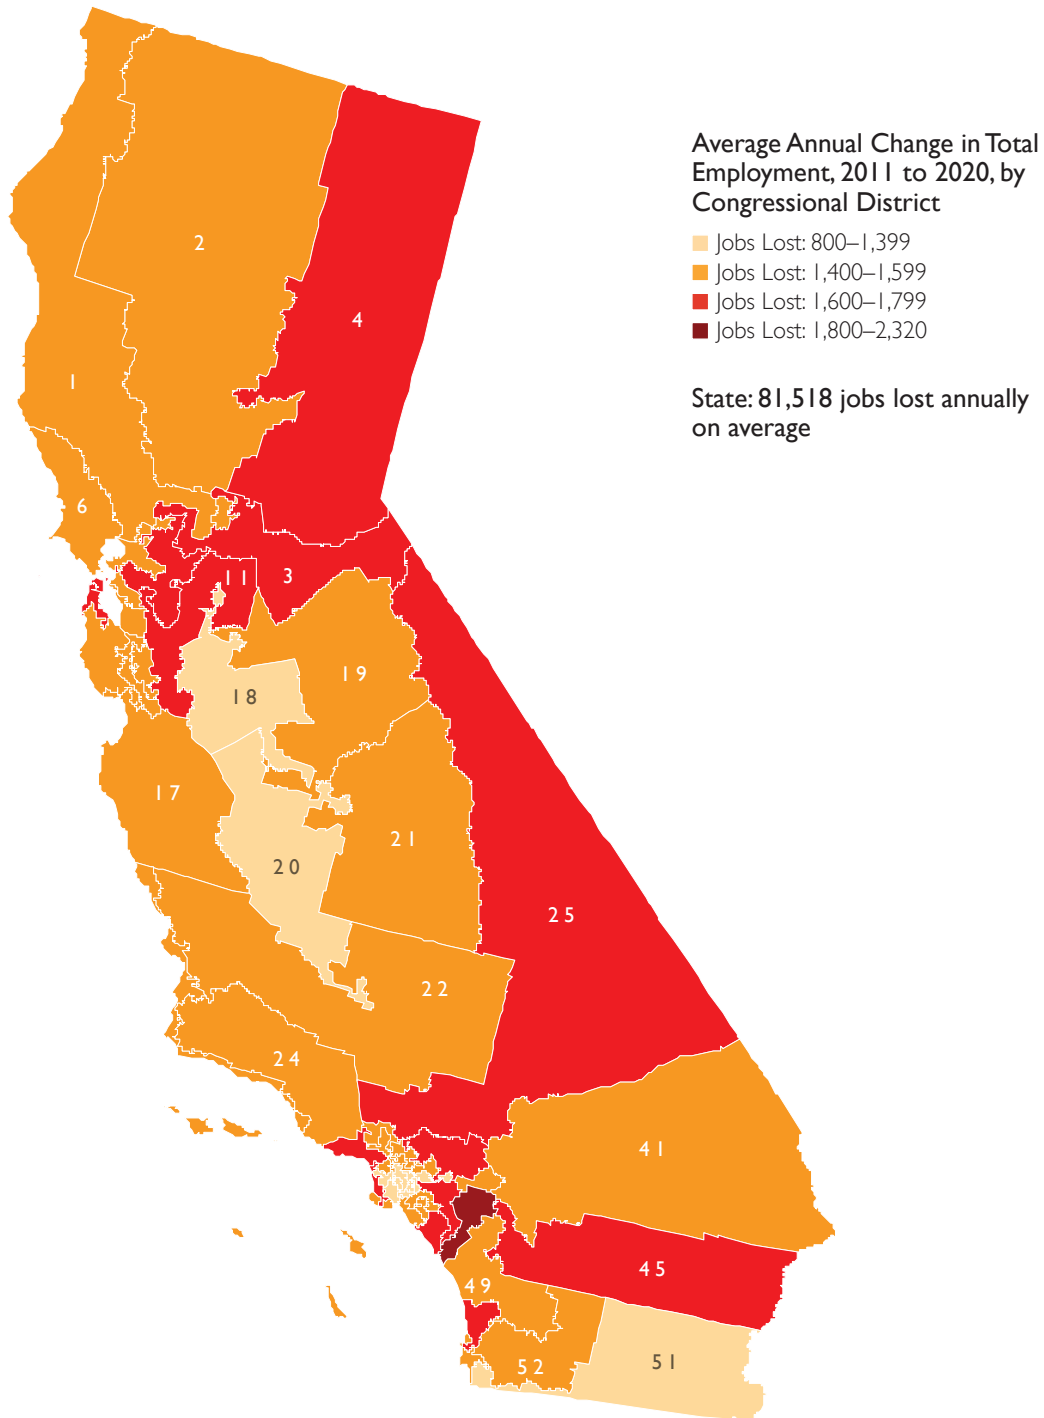 Average Annual Change in Total
Employment, 2011 to 2020, by
Congressional District
Jobs Lost: 800–1,399
Jobs Lost: 1,400–1,599
Jobs Lost: 1,600–1,799
Jobs Lost: 1,800–2,320
State: 81,518 jobs lost annually
on average
2
4
1
6
11
3
19
18
17
21
20
25
22
24
41
45
49
51
52